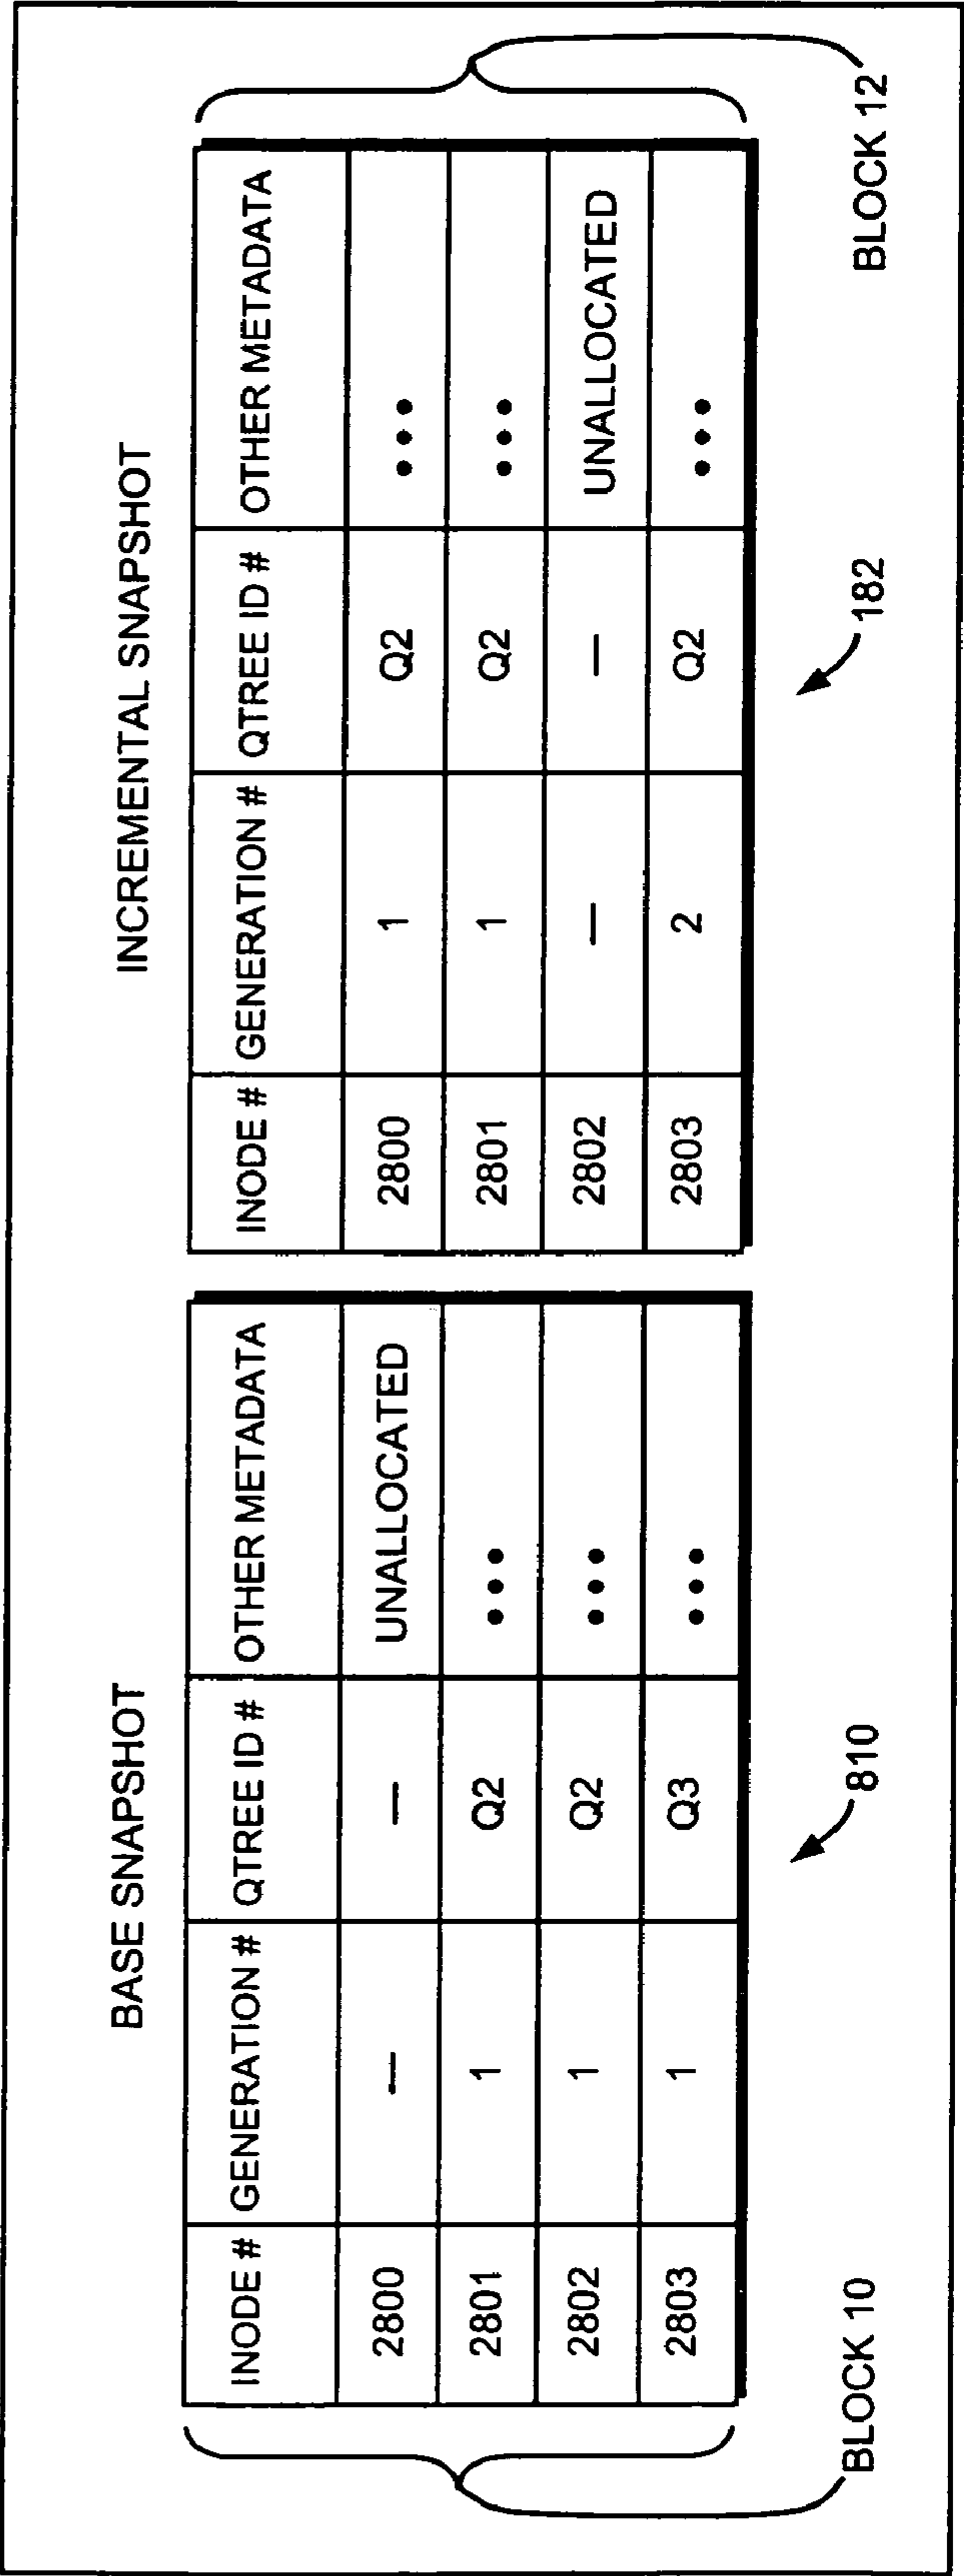 BASE SNAPSHOT
INODE # GENERATION # QTREE ID # OTHER METADATA
2800 — — UNALLOCATED
2801 1 Q2 •••
2802 1 Q2 •••
2803 1 Q3 •••
BLOCK 10
810
INCREMENTAL SNAPSHOT
INODE # GENERATION # QTREE ID # OTHER METADATA
2800 1 Q2 •••
2801 1 Q2 •••
2802 — — UNALLOCATED
2803 2 Q2 •••
182
BLOCK 12